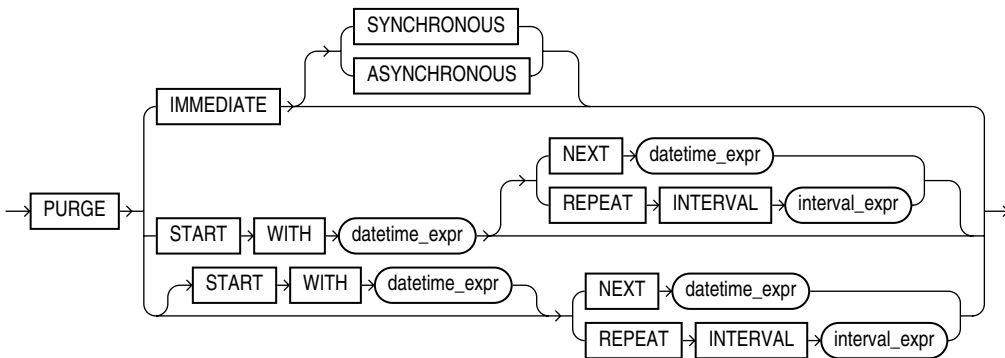 SYNCHRONOUS
ASYNCHRONOUS
IMMEDIATE
NEXT datetime_expr
REPEAT INTERVAL interval_expr
PURGE
START WITH datetime_expr
START WITH datetime_expr
NEXT datetime_expr
REPEAT INTERVAL interval_expr